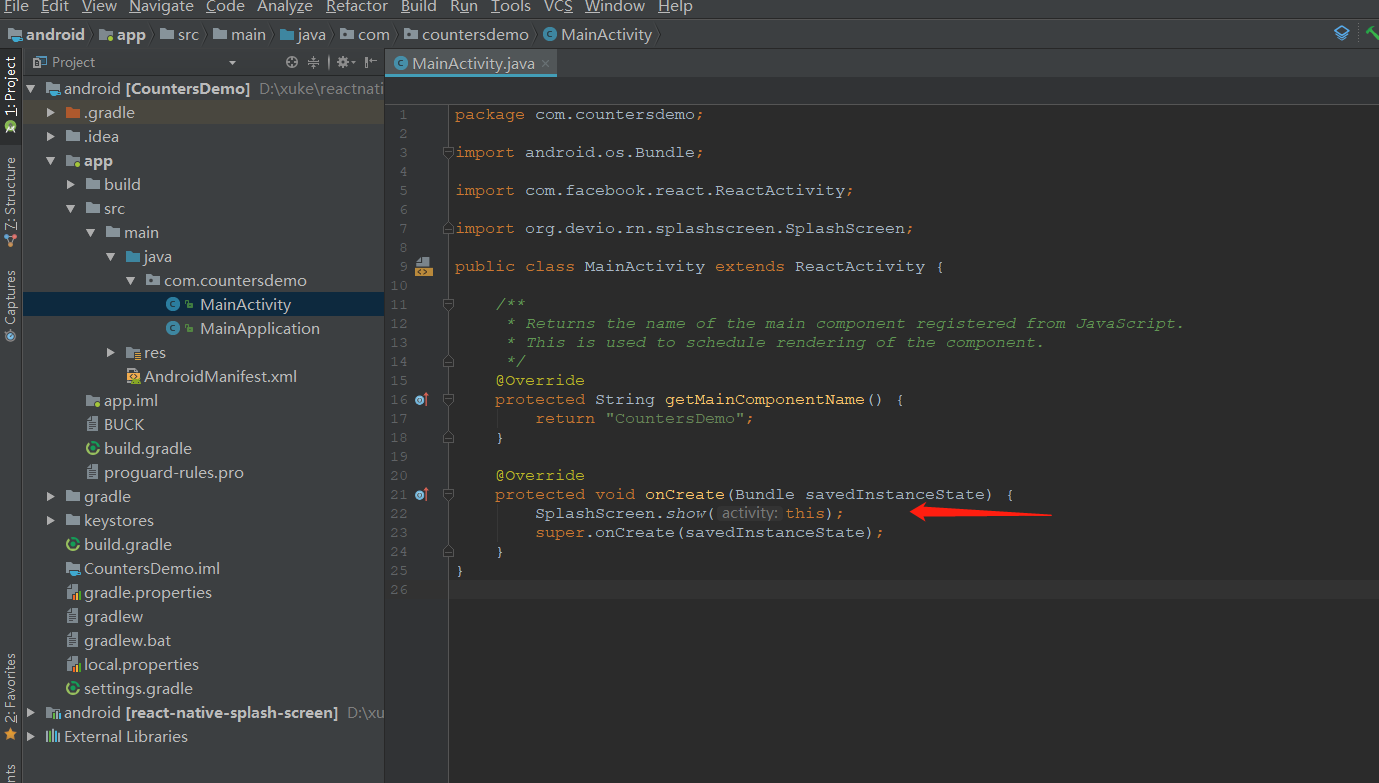 File Edit View Navigate Code Analyze Refactor Build Run Tools VCS Window Help
android app src main java com countersdemo MainActivity
1: Project
Z: Structure
Captures
2: Favorites
Project
android [CountersDemo] D:\xuke\reactnati
.gradle
.idea
app
build
src
main
java
com.countersdemo
MainActivity
MainApplication
res
AndroidManifest.xml
app.iml
BUCK
build.gradle
proguard-rules.pro
gradle
keystores
build.gradle
CountersDemo.iml
gradle.properties
gradlew
gradlew.bat
local.properties
settings.gradle
android [react-native-splash-screen] D:\xu
External Libraries
MainActivity.java
1 package com.countersdemo;
2
3 import android.os.Bundle;
4
5 import com.facebook.react.ReactActivity;
6
7 import org.devio.rn.splashscreen.SplashScreen;
8
9 public class MainActivity extends ReactActivity {
10
11 /**
12 * Returns the name of the main component registered from JavaScript.
13 * This is used to schedule rendering of the component.
14 */
15 @Override
16 protected String getMainComponentName() {
17 return "CountersDemo";
18 }
19
20 @Override
21 protected void onCreate(Bundle savedInstanceState) {
22 SplashScreen.show( activity: this);
23 super.onCreate(savedInstanceState);
24 }
25 }
26